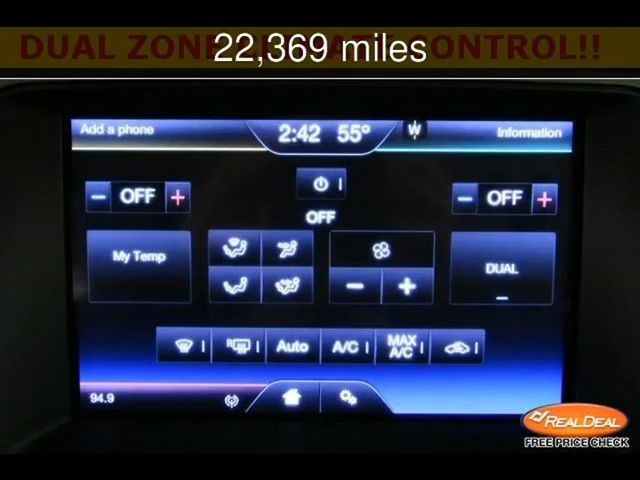 DUAL ZONE CLIMATE CONTROL!!
22,369 miles
Add a phone
2:42 55°
W
Information
- OFF +
- OFF +
OFF
My Temp
DUAL
- +
R
Auto
A/C
MAX A/C
94.9
REALDEAL
FREE PRICE CHECK